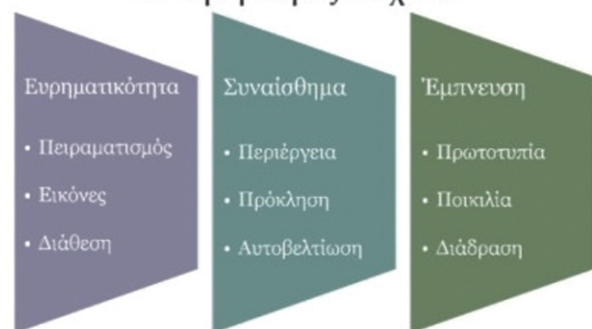 Ευρηματικότητα
• Πειραματισμός
• Εικόνες
• Διάθεση
Συναίσθημα
• Περιέργεια
• Πρόκληση
• Αυτοβελτίωση
Έμπνευση
• Πρωτοτυπία
• Ποικιλία
• Διάδραση